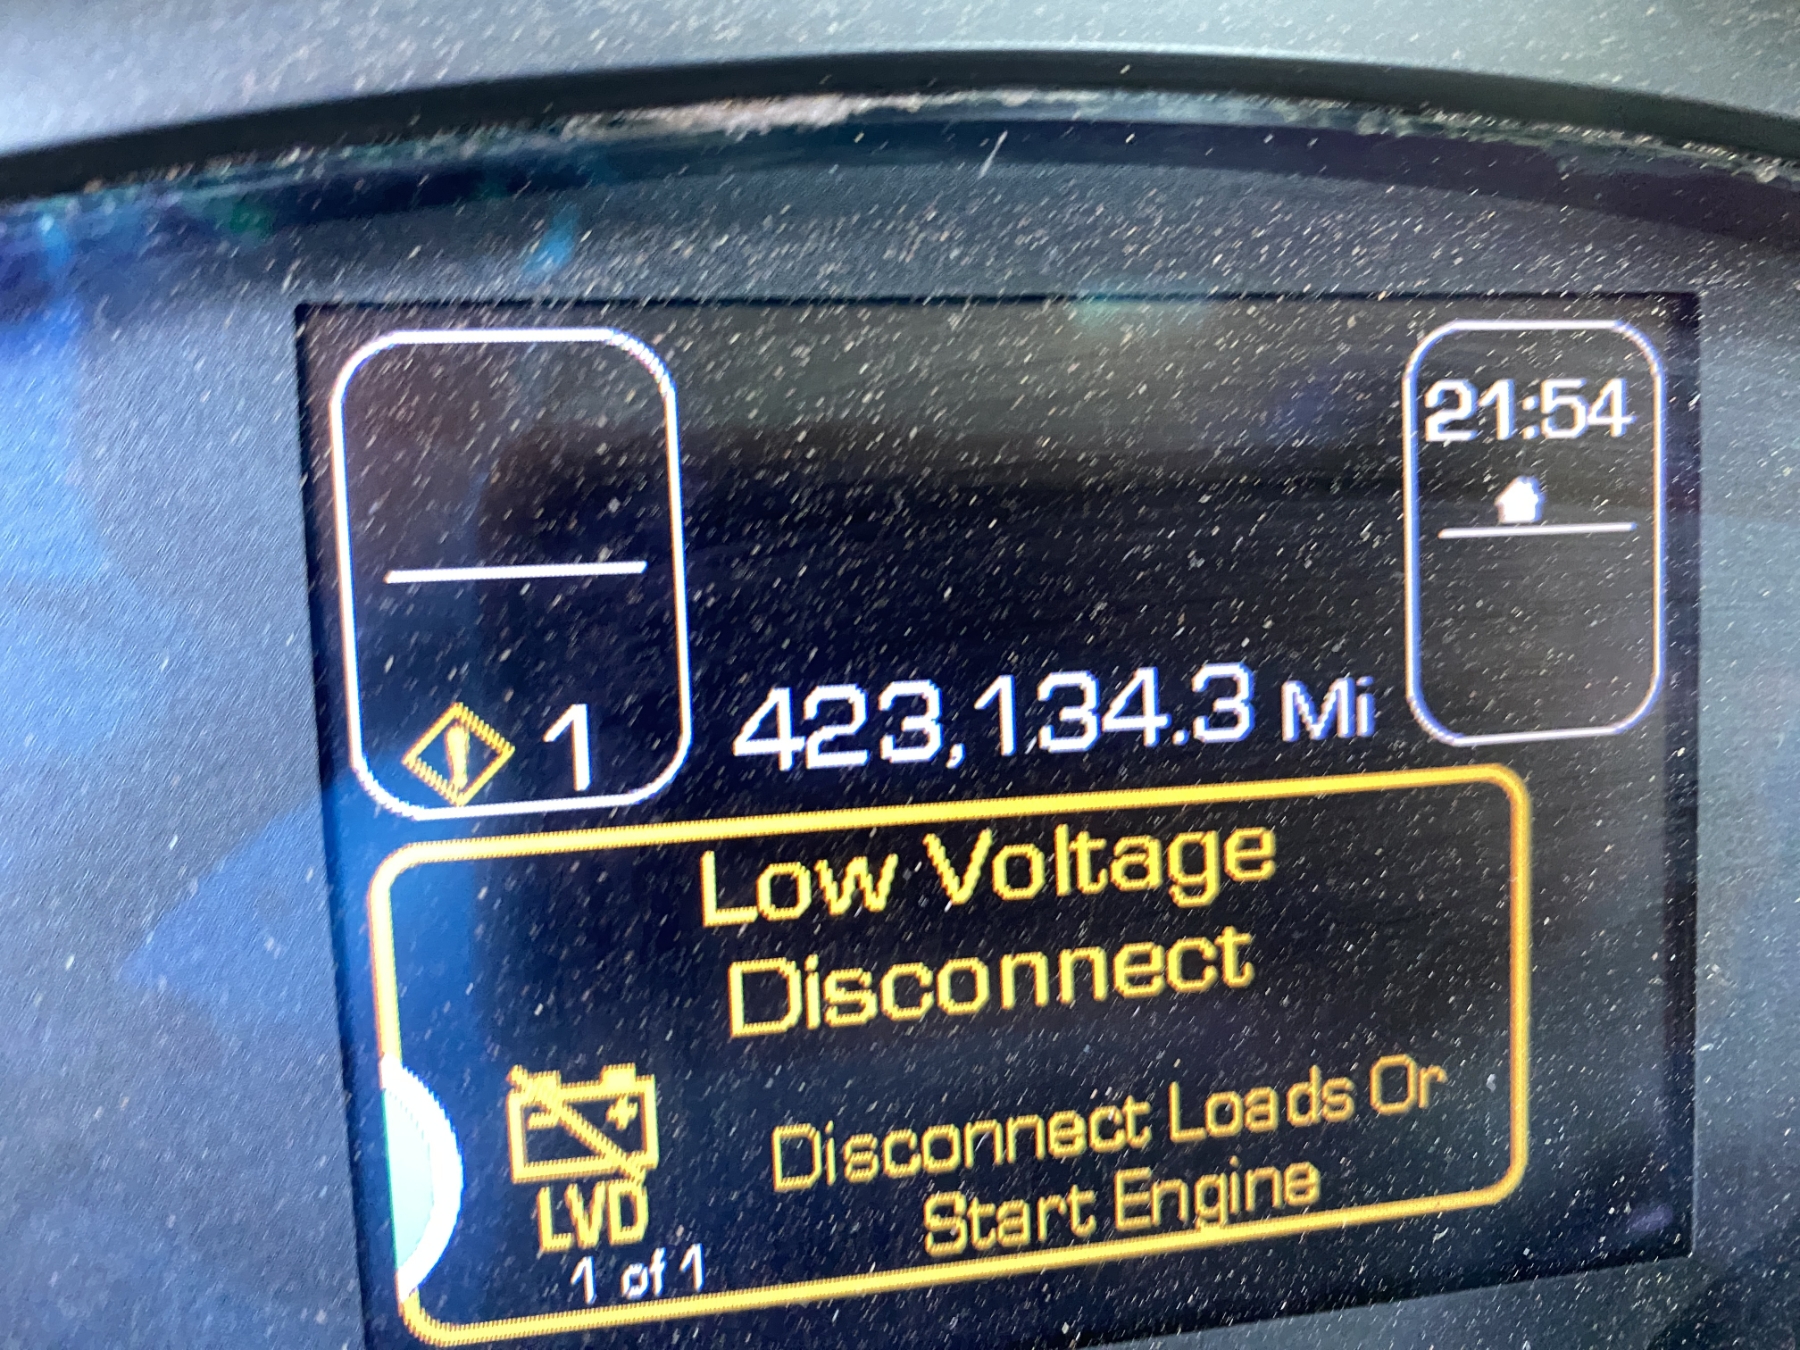 21:54
1
423,134.3 Mi
Low Voltage
Disconnect
Disconnect Loads Or
Start Engine
LVD
1 of 1